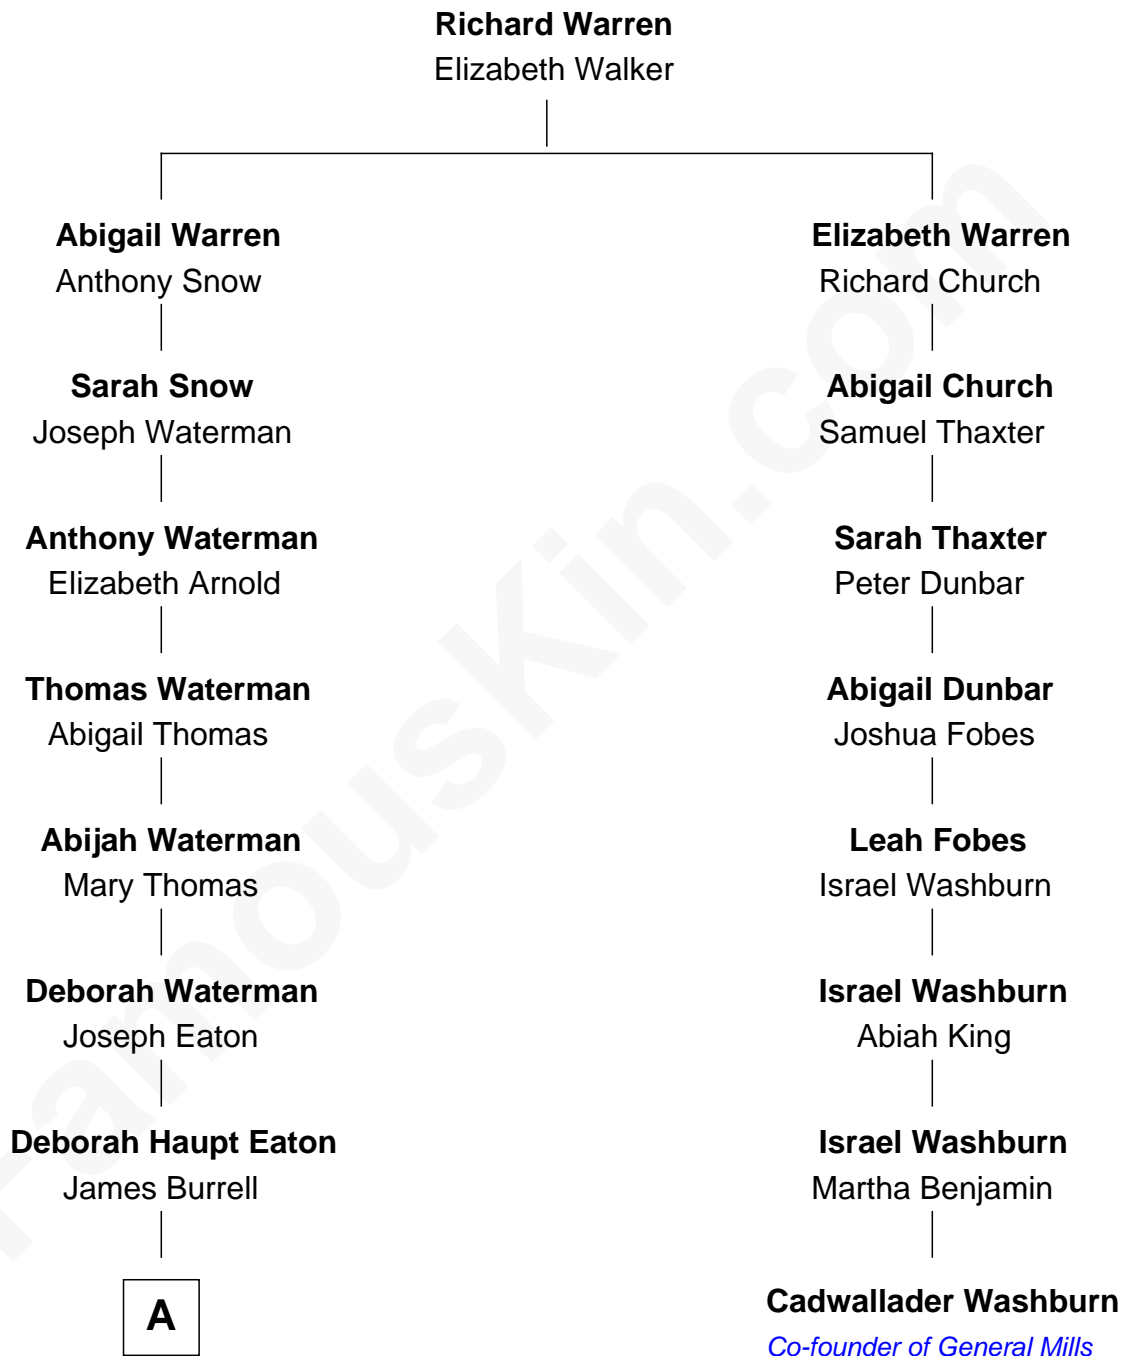 Richard Warren
Elizabeth Walker
Abigail Warren
Anthony Snow
Sarah Snow
Joseph Waterman
Anthony Waterman
Elizabeth Arnold
Thomas Waterman
Abigail Thomas
Abijah Waterman
Mary Thomas
Deborah Waterman
Joseph Eaton
Deborah Haupt Eaton
James Burrell
A
Elizabeth Warren
Richard Church
Abigail Church
Samuel Thaxter
Sarah Thaxter
Peter Dunbar
Abigail Dunbar
Joshua Fobes
Leah Fobes
Israel Washburn
Israel Washburn
Abiah King
Israel Washburn
Martha Benjamin
Cadwallader Washburn
Co-founder of General Mills
FamousKin.com